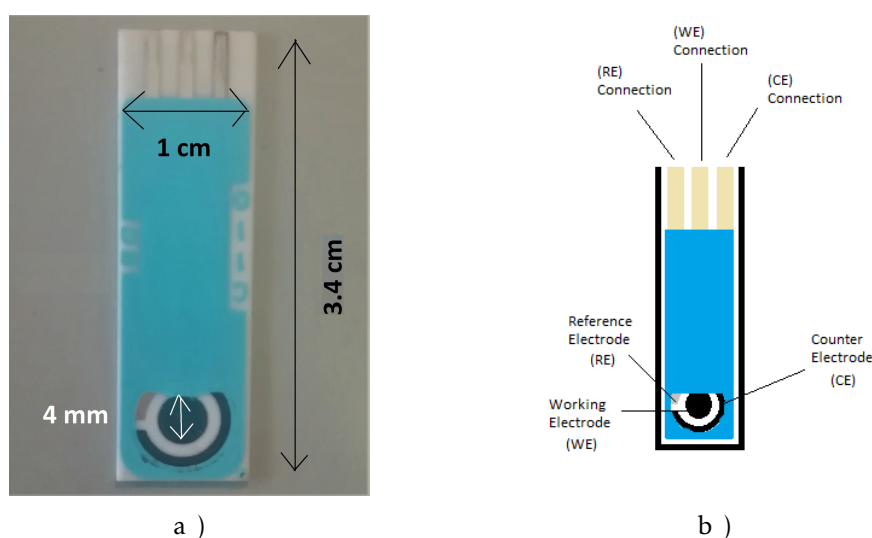 1 cm
3.4 cm
4 mm
a )
(WE)
Connection
(RE)
Connection
(CE)
Connection
Reference
Electrode
(RE)
Counter
Electrode
(CE)
Working
Electrode
(WE)
b )